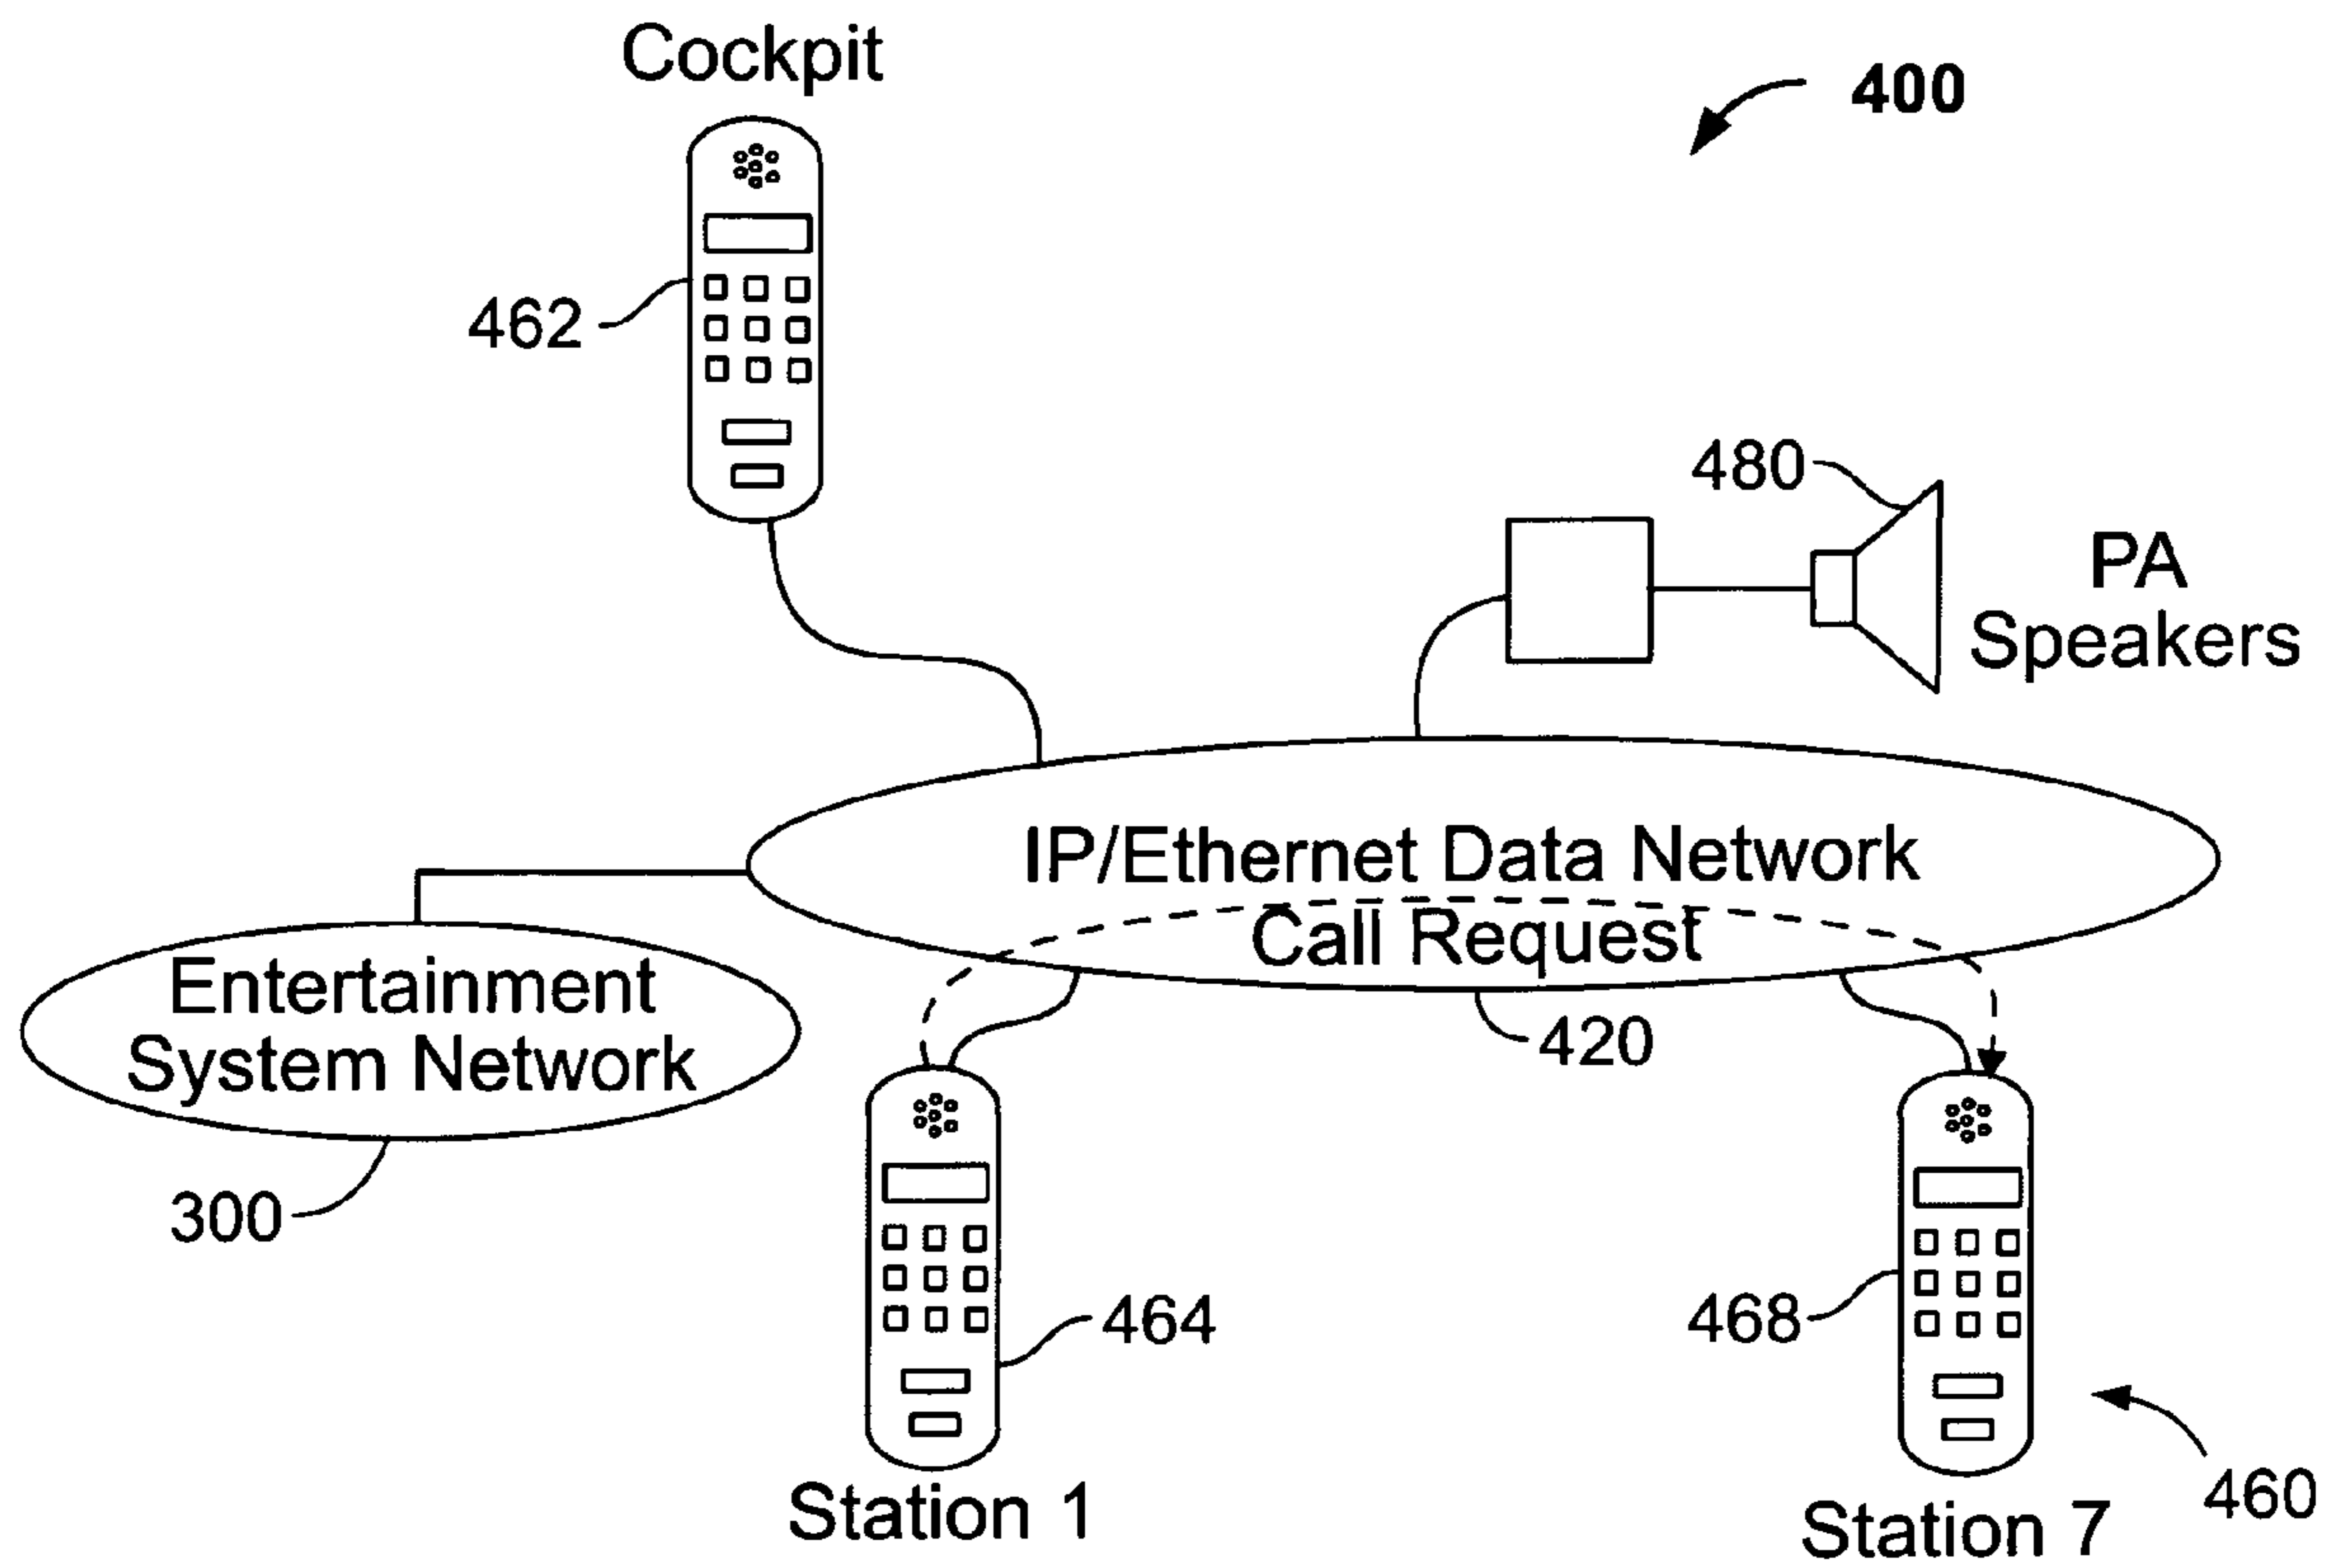 Cockpit
400
462
480
PA
Speakers
IP/Ethernet Data Network
Call Request
Entertainment
System Network
420
300
464
468
460
Station 1
Station 7